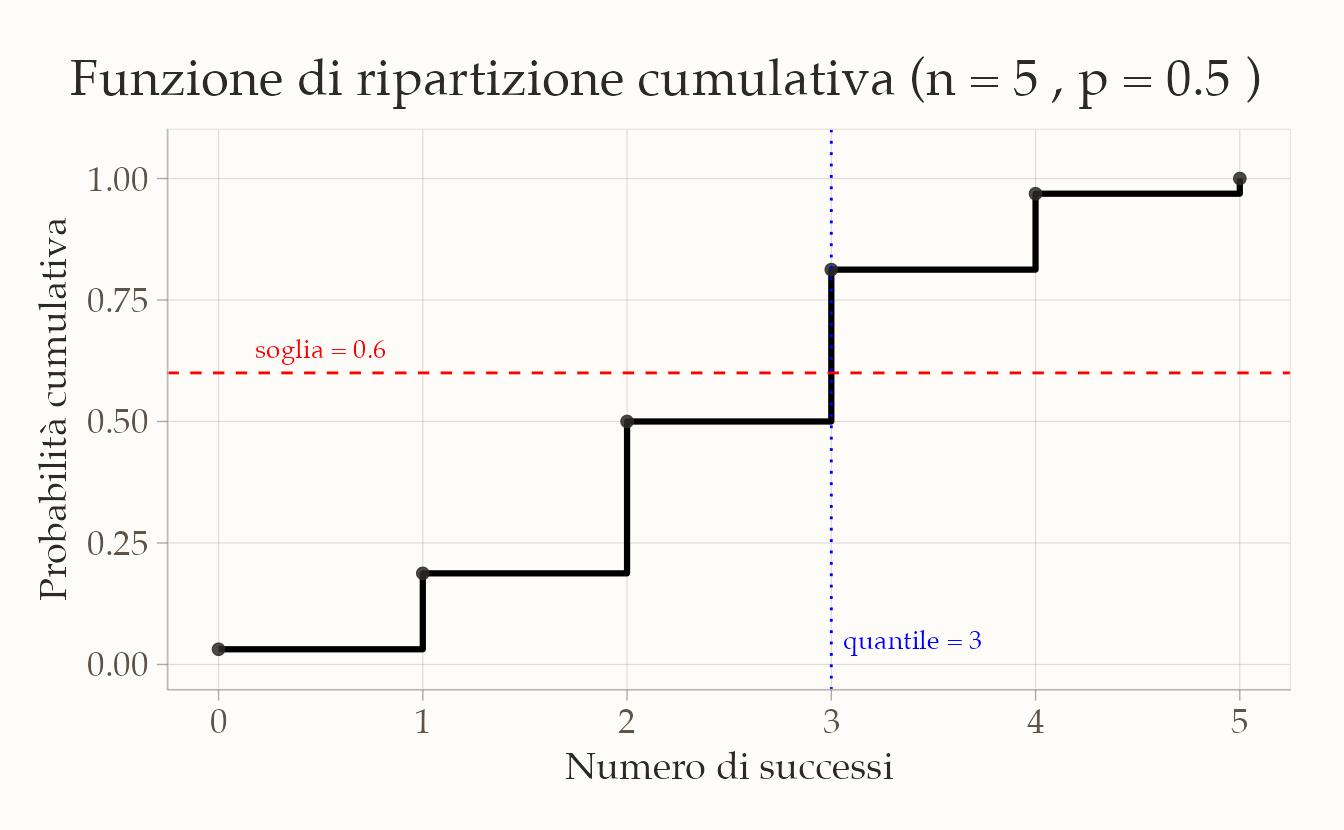 Funzione di ripartizione cumulativa (n = 5 , p = 0.5 )
Probabilità cumulativa
1.00
0.75
0.50
0.25
0.00
soglia = 0.6
quantile = 3
0 1 2 3 4 5
Numero di successi